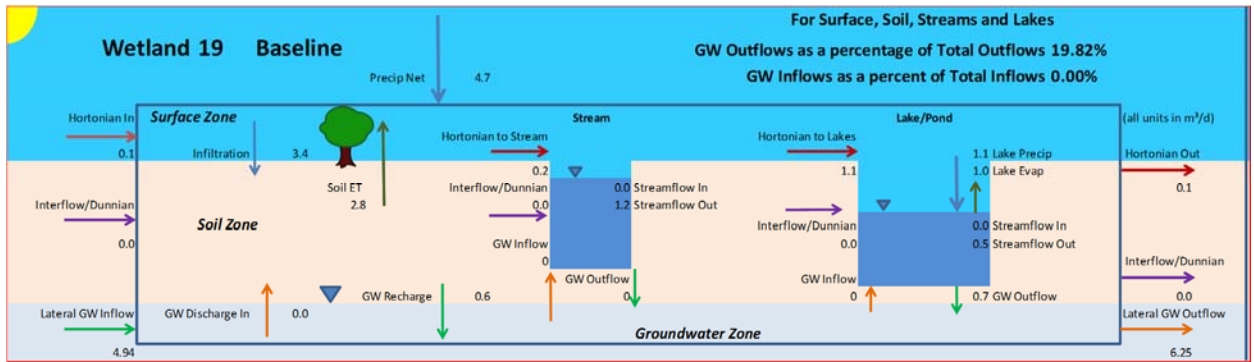 For Surface, Soil, Streams and Lakes
Wetland 19 Baseline
GW Outflows as a percentage of Total Outflows 19.82%
GW Inflows as a percent of Total Inflows 0.00%
Precip Net 4.7
Hortonian In
0.1
Surface Zone
Infiltration 3.4
Soil ET
2.8
Stream
Hortonian to Stream
0.2
Interflow/Dunnian
0.0
0.0 Streamflow In
1.2 Streamflow Out
GW Inflow
0
GW Outflow
0
Lake/Pond
Hortonian to Lakes
1.1
1.1 Lake Precip
1.0 Lake Evap
Interflow/Dunnian
0.0
0.0 Streamflow In
0.5 Streamflow Out
GW Inflow
0
0.7 GW Outflow
(all units in m³/d)
Hortonian Out
0.1
Interflow/Dunnian
0.0
Soil Zone
Interflow/Dunnian
0.0
GW Recharge 0.6
Lateral GW Inflow
4.94
GW Discharge In 0.0
Groundwater Zone
Lateral GW Outflow
6.25